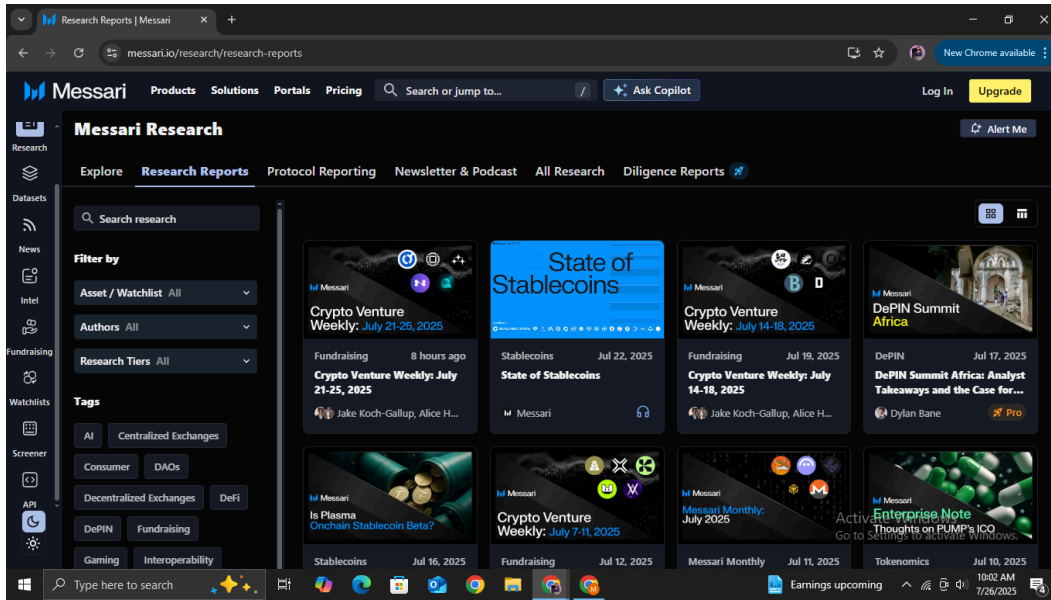 Research Reports | Messari
messari.io/research/research-reports
New Chrome available
Messari
Products
Solutions
Portals
Pricing
Search or jump to...
/
Ask Copilot
Log In
Upgrade
Research
Datasets
News
Intel
Fundraising
Watchlists
Screener
API
Messari Research
Alert Me
Explore
Research Reports
Protocol Reporting
Newsletter & Podcast
All Research
Diligence Reports
Search research
Filter by
Asset / Watchlist All
Authors All
Research Tiers All
Tags
AI
Centralized Exchanges
Consumer
DAOs
Decentralized Exchanges
DeFi
DePIN
Fundraising
Gaming
Interoperability
Messari
Crypto Venture
Weekly: July 21-25, 2025
Fundraising
8 hours ago
Crypto Venture Weekly: July
21-25, 2025
Jake Koch-Gallup, Alice H...
State of
Stablecoins
Stablecoins
Jul 22, 2025
State of Stablecoins
Messari
Messari
Crypto Venture
Weekly: July 14-18, 2025
Fundraising
Jul 19, 2025
Crypto Venture Weekly: July
14-18, 2025
Jake Koch-Gallup, Alice H...
Messari
DePIN Summit
Africa
DePIN
Jul 17, 2025
DePIN Summit Africa: Analyst
Takeaways and the Case for...
Dylan Bane
Pro
Messari
Is Plasma
Onchain Stablecoin Beta?
Stablecoins
Jul 16, 2025
Messari
Crypto Venture
Weekly: July 7-11, 2025
Fundraising
Jul 12, 2025
Messari
Messari Monthly:
July 2025
Messari Monthly
Jul 11, 2025
Messari
Enterprise Note
Thoughts on PUMP's ICO
Tokenomics
Jul 10, 2025
Activate Windows
Go to Settings to activate Windows.
Type here to search
Earnings upcoming
10:02 AM
7/26/2025
4